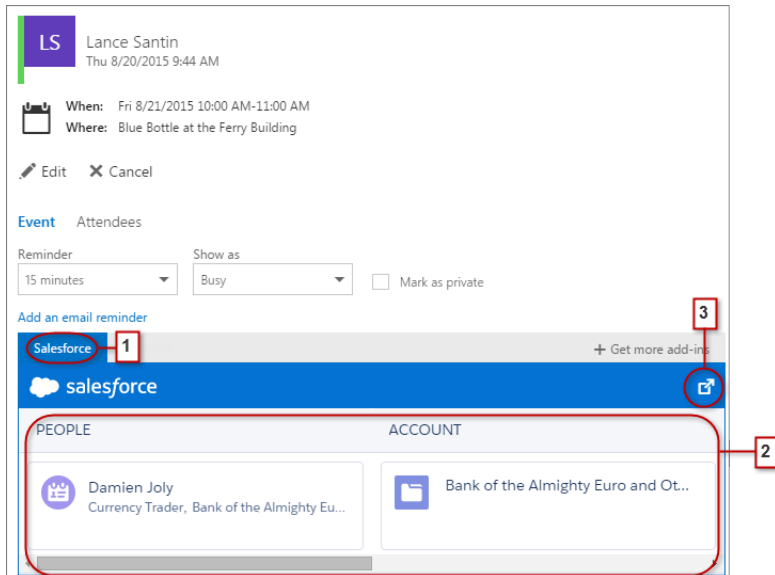 LS
Lance Santin
Thu 8/20/2015 9:44 AM
When: Fri 8/21/2015 10:00 AM-11:00 AM
Where: Blue Bottle at the Ferry Building
Edit Cancel
Event Attendees
Reminder Show as
15 minutes Busy Mark as private
Add an email reminder
3
Salesforce 1 + Get more add-ins
salesforce
PEOPLE ACCOUNT
2
Damien Joly Bank of the Almighty Euro and Ot...
Currency Trader, Bank of the Almighty Eu...